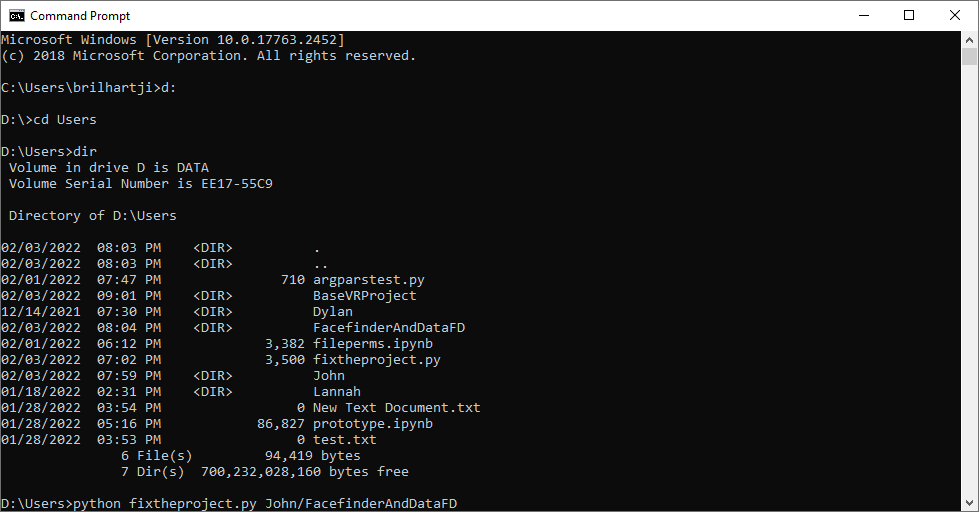 Command Prompt
Microsoft Windows [Version 10.0.17763.2452]
(c) 2018 Microsoft Corporation. All rights reserved.
C:\Users\brilhartji>d:
D:\>cd Users
D:\Users>dir
 Volume in drive D is DATA
 Volume Serial Number is EE17-55C9
 Directory of D:\Users
02/03/2022  08:03 PM    <DIR>          .
02/03/2022  08:03 PM    <DIR>          ..
02/01/2022  07:47 PM               710 argparstest.py
02/03/2022  09:01 PM    <DIR>          BaseVRProject
12/14/2021  07:30 PM    <DIR>          Dylan
02/03/2022  08:04 PM    <DIR>          FacefinderAndDataFD
02/01/2022  06:12 PM             3,382 fileperms.ipynb
02/03/2022  07:02 PM             3,500 fixtheproject.py
02/03/2022  07:59 PM    <DIR>          John
01/18/2022  02:31 PM    <DIR>          Lannah
01/28/2022  03:54 PM                 0 New Text Document.txt
01/28/2022  05:16 PM            86,827 prototype.ipynb
01/28/2022  03:53 PM                 0 test.txt
               6 File(s)         94,419 bytes
               7 Dir(s)  700,232,028,160 bytes free
D:\Users>python fixtheproject.py John/FacefinderAndDataFD